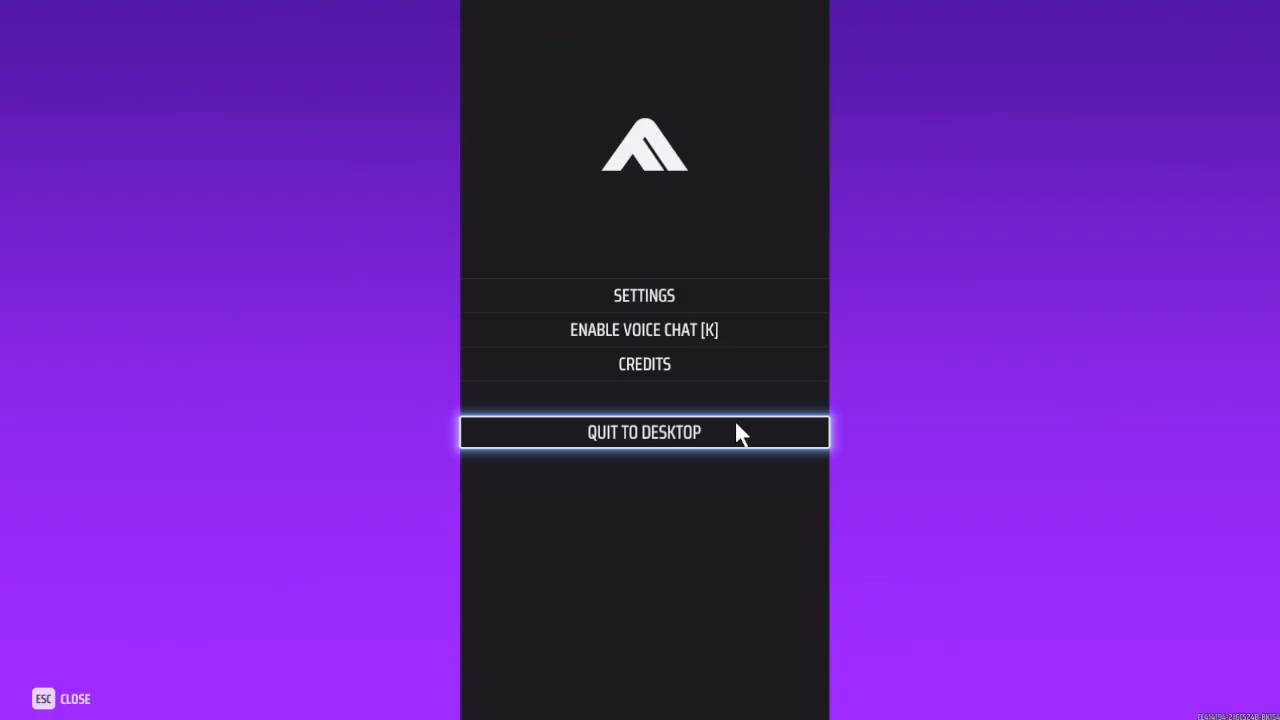 SETTINGS
ENABLE VOICE CHAT [K]
CREDITS
QUIT TO DESKTOP
ESC CLOSE